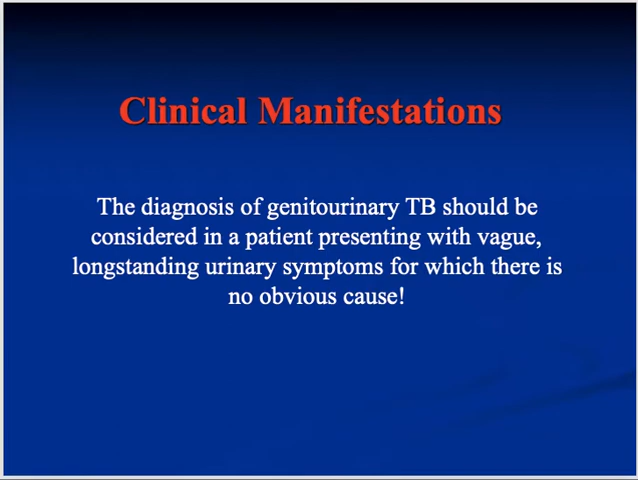 Clinical Manifestations
The diagnosis of genitourinary TB should be
considered in a patient presenting with vague,
longstanding urinary symptoms for which there is
no obvious cause!